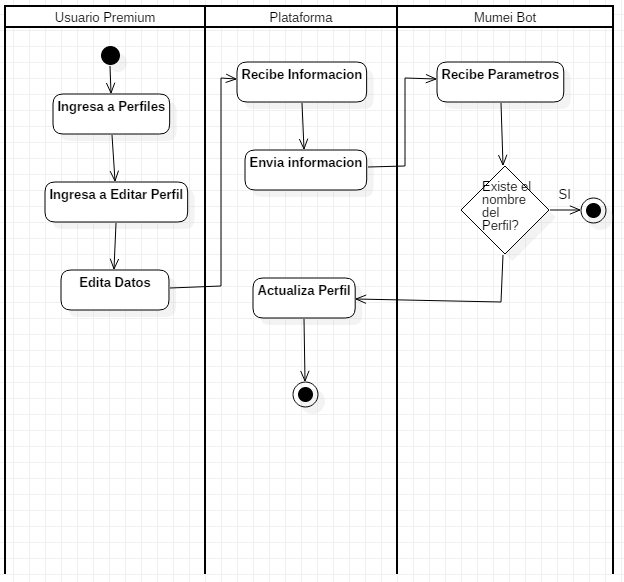 Usuario Premium
Plataforma
Mumei Bot
Ingresa a Perfiles
Ingresa a Editar Perfil
Edita Datos
Recibe Informacion
Envia informacion
Actualiza Perfil
Recibe Parametros
Existe el
nombre
del
Perfil?
SI